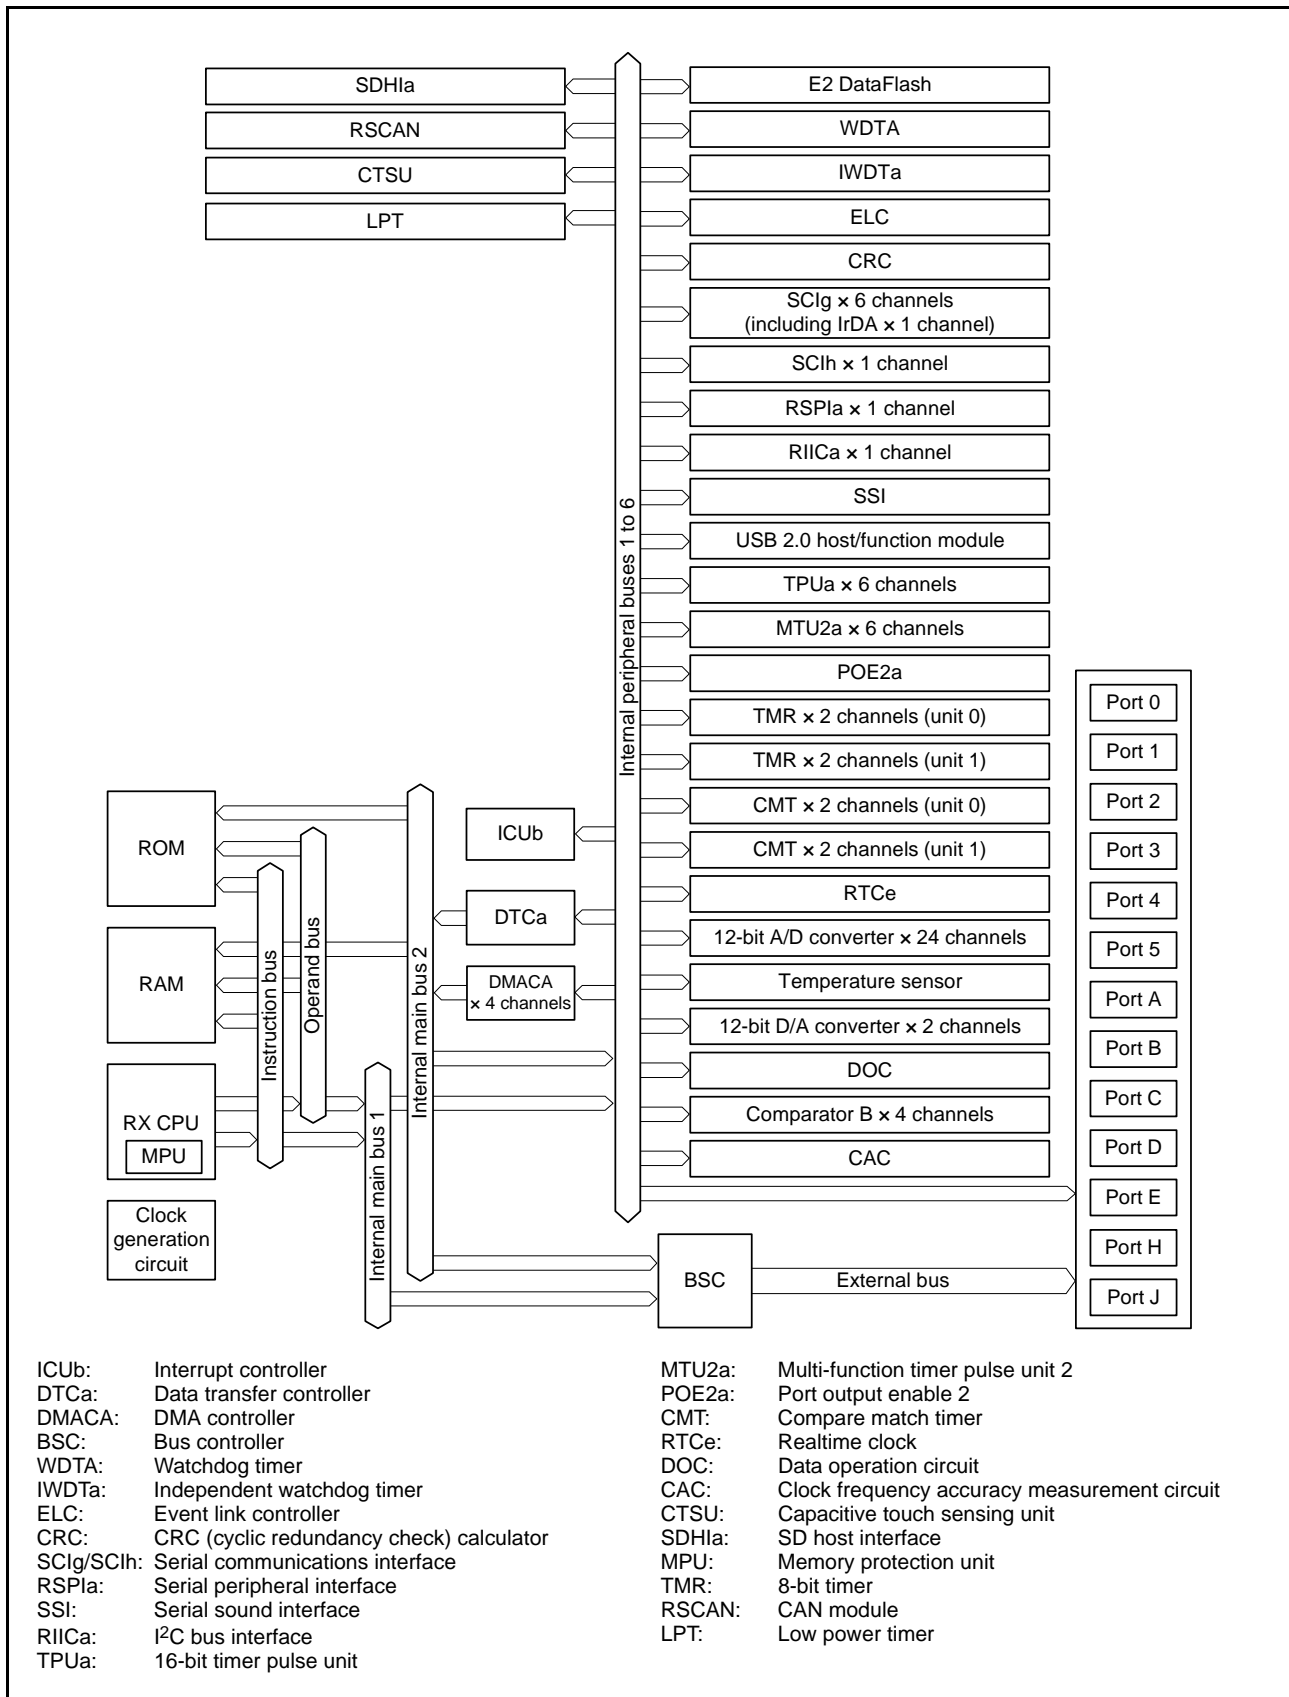 SDHIa
RSCAN
CTSU
LPT
E2 DataFlash
WDTA
IWDTa
ELC
CRC
SCIg × 6 channels
(including IrDA × 1 channel)
SCIh × 1 channel
RSPIa × 1 channel
RIICa × 1 channel
SSI
USB 2.0 host/function module
TPUa × 6 channels
MTU2a × 6 channels
POE2a
TMR × 2 channels (unit 0)
TMR × 2 channels (unit 1)
CMT × 2 channels (unit 0)
CMT × 2 channels (unit 1)
RTCe
12-bit A/D converter × 24 channels
Temperature sensor
12-bit D/A converter × 2 channels
DOC
Comparator B × 4 channels
CAC
Internal peripheral buses 1 to 6
Port 0
Port 1
Port 2
Port 3
Port 4
Port 5
Port A
Port B
Port C
Port D
Port E
Port H
Port J
ROM
RAM
RX CPU
MPU
Clock
generation
circuit
Instruction bus
Operand bus
Internal main bus 1
Internal main bus 2
ICUb
DTCa
DMACA
× 4 channels
BSC
External bus
ICUb: Interrupt controller
DTCa: Data transfer controller
DMACA: DMA controller
BSC: Bus controller
WDTA: Watchdog timer
IWDTa: Independent watchdog timer
ELC: Event link controller
CRC: CRC (cyclic redundancy check) calculator
SCIg/SCIh: Serial communications interface
RSPIa: Serial peripheral interface
SSI: Serial sound interface
RIICa: I2C bus interface
TPUa: 16-bit timer pulse unit
MTU2a: Multi-function timer pulse unit 2
POE2a: Port output enable 2
CMT: Compare match timer
RTCe: Realtime clock
DOC: Data operation circuit
CAC: Clock frequency accuracy measurement circuit
CTSU: Capacitive touch sensing unit
SDHIa: SD host interface
MPU: Memory protection unit
TMR: 8-bit timer
RSCAN: CAN module
LPT: Low power timer